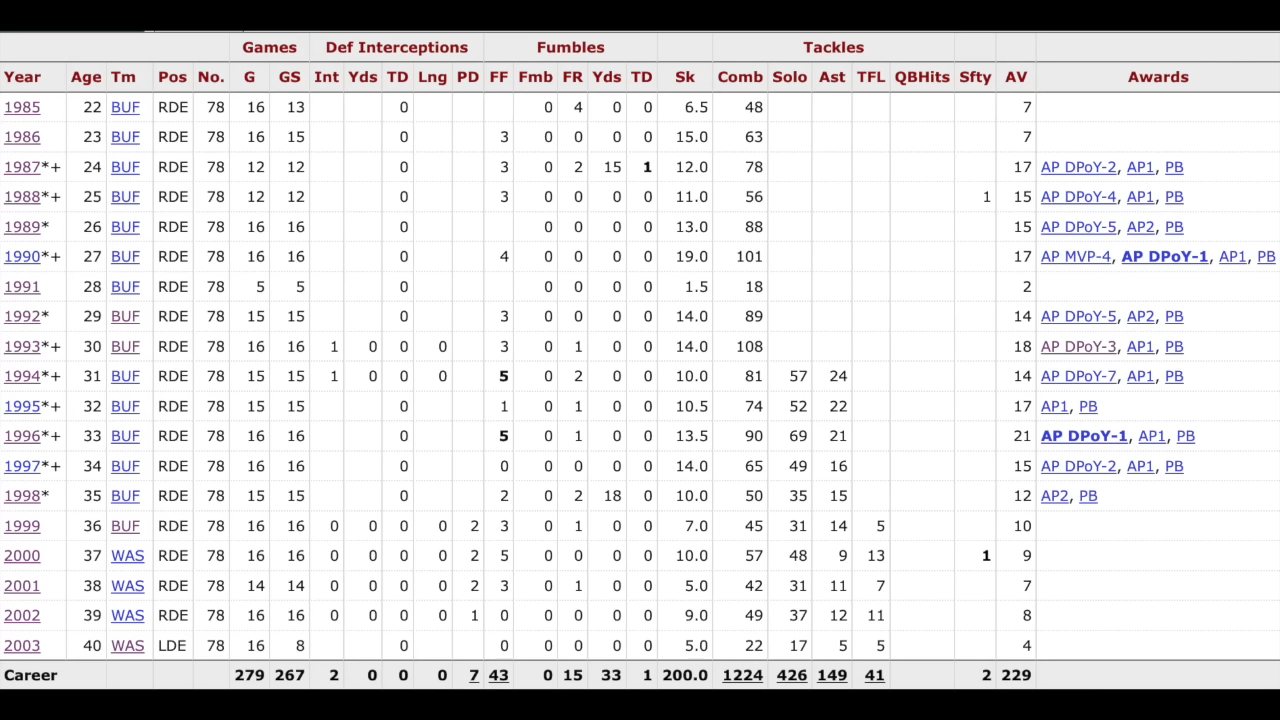 Games Def Interceptions Fumbles Tackles
Year Age Tm Pos No. G GS Int Yds TD Lng PD FF Fmb FR Yds TD Sk Comb Solo Ast TFL QBHits Sfty AV Awards
1985 22 BUF RDE 78 16 13 0 0 4 0 0 6.5 48 7
1986 23 BUF RDE 78 16 15 0 3 0 0 0 0 15.0 63 7
1987*+ 24 BUF RDE 78 12 12 0 3 0 2 15 1 12.0 78 17 AP DPoY-2, AP1, PB
1988*+ 25 BUF RDE 78 12 12 0 3 0 0 0 0 11.0 56 1 15 AP DPoY-4, AP1, PB
1989* 26 BUF RDE 78 16 16 0 0 0 0 0 13.0 88 15 AP DPoY-5, AP2, PB
1990*+ 27 BUF RDE 78 16 16 0 4 0 0 0 0 19.0 101 17 AP MVP-4, AP DPoY-1, AP1, PB
1991 28 BUF RDE 78 5 5 0 0 0 0 0 1.5 18 2
1992* 29 BUF RDE 78 15 15 0 3 0 0 0 0 14.0 89 14 AP DPoY-5, AP2, PB
1993*+ 30 BUF RDE 78 16 16 1 0 0 0 3 0 1 0 0 14.0 108 18 AP DPoY-3, AP1, PB
1994*+ 31 BUF RDE 78 15 15 1 0 0 0 5 0 2 0 0 10.0 81 57 24 14 AP DPoY-7, AP1, PB
1995*+ 32 BUF RDE 78 15 15 0 1 0 1 0 0 10.5 74 52 22 17 AP1, PB
1996*+ 33 BUF RDE 78 16 16 0 5 0 1 0 0 13.5 90 69 21 21 AP DPoY-1, AP1, PB
1997*+ 34 BUF RDE 78 16 16 0 0 0 0 0 0 14.0 65 49 16 15 AP DPoY-2, AP1, PB
1998* 35 BUF RDE 78 15 15 0 2 0 2 18 0 10.0 50 35 15 12 AP2, PB
1999 36 BUF RDE 78 16 16 0 0 0 0 2 3 0 1 0 0 7.0 45 31 14 5 10
2000 37 WAS RDE 78 16 16 0 0 0 0 2 5 0 0 0 0 10.0 57 48 9 13 1 9
2001 38 WAS RDE 78 14 14 0 0 0 0 2 3 0 1 0 0 5.0 42 31 11 7 7
2002 39 WAS RDE 78 16 16 0 0 0 0 1 0 0 0 0 0 9.0 49 37 12 11 8
2003 40 WAS LDE 78 16 8 0 0 0 0 0 0 5.0 22 17 5 5 4
Career 279 267 2 0 0 0 7 43 0 15 33 1 200.0 1224 426 149 41 2 229